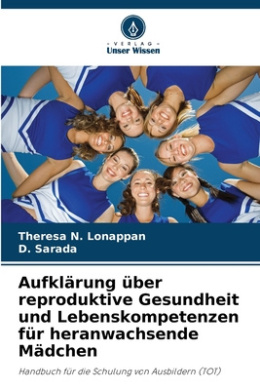 • VERLAG •
Unser Wissen
Theresa N. Lonappan
D. Sarada
Aufklärung über
reproduktive Gesundheit
und Lebenskompetenzen
für heranwachsende
Mädchen
Handbuch für die Schulung von Ausbildern (TOT)